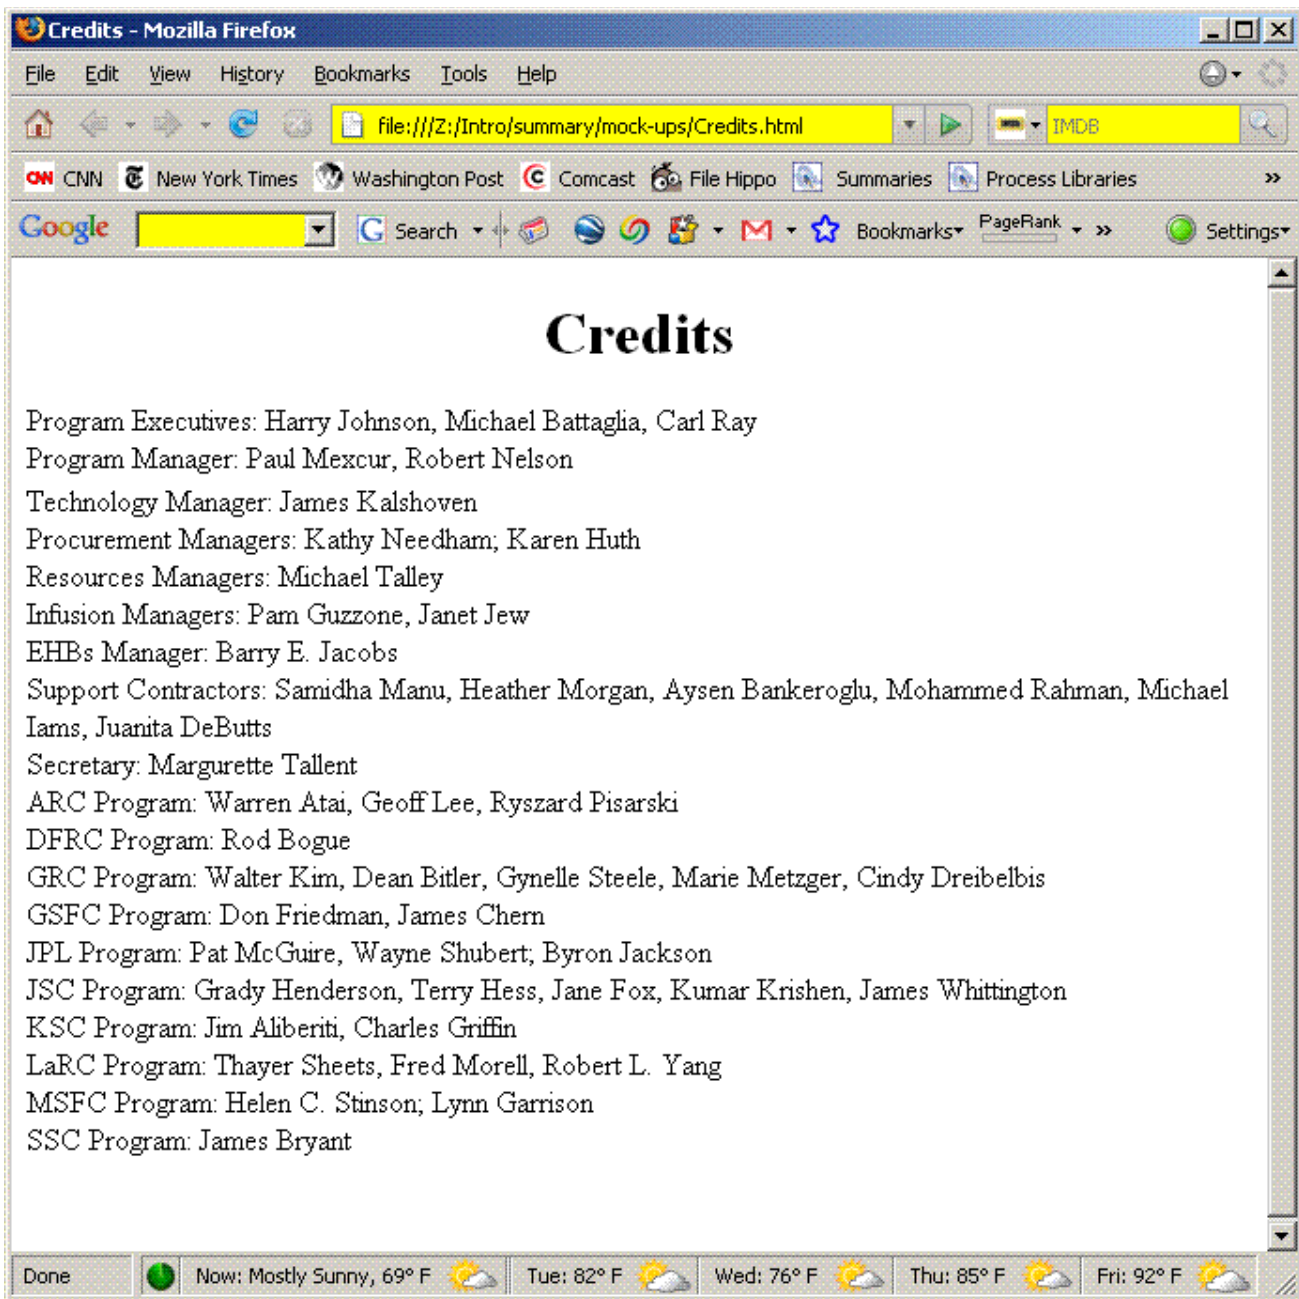 Credits - Mozilla Firefox
File Edit View History Bookmarks Tools Help
file:///Z:/Intro/summary/mock-ups/Credits.html IMDB
CNN CNN New York Times Washington Post Comcast File Hippo Summaries Process Libraries »
Google G Search Bookmarks PageRank » Settings
Credits
Program Executives: Harry Johnson, Michael Battaglia, Carl Ray
Program Manager: Paul Mexcur, Robert Nelson
Technology Manager: James Kalshoven
Procurement Managers: Kathy Needham; Karen Huth
Resources Managers: Michael Talley
Infusion Managers: Pam Guzzone, Janet Jew
EHBs Manager: Barry E. Jacobs
Support Contractors: Samidha Manu, Heather Morgan, Aysen Bankeroglu, Mohammed Rahman, Michael
Iams, Juanita DeButts
Secretary: Margurette Tallent
ARC Program: Warren Atai, Geoff Lee, Ryszard Pisarski
DFRC Program: Rod Bogue
GRC Program: Walter Kim, Dean Bitler, Gynelle Steele, Marie Metzger, Cindy Dreibelbis
GSFC Program: Don Friedman, James Chern
JPL Program: Pat McGuire, Wayne Shubert; Byron Jackson
JSC Program: Grady Henderson, Terry Hess, Jane Fox, Kumar Krishen, James Whittington
KSC Program: Jim Aliberiti, Charles Griffin
LaRC Program: Thayer Sheets, Fred Morell, Robert L. Yang
MSFC Program: Helen C. Stinson; Lynn Garrison
SSC Program: James Bryant
Done Now: Mostly Sunny, 69° F Tue: 82° F Wed: 76° F Thu: 85° F Fri: 92° F